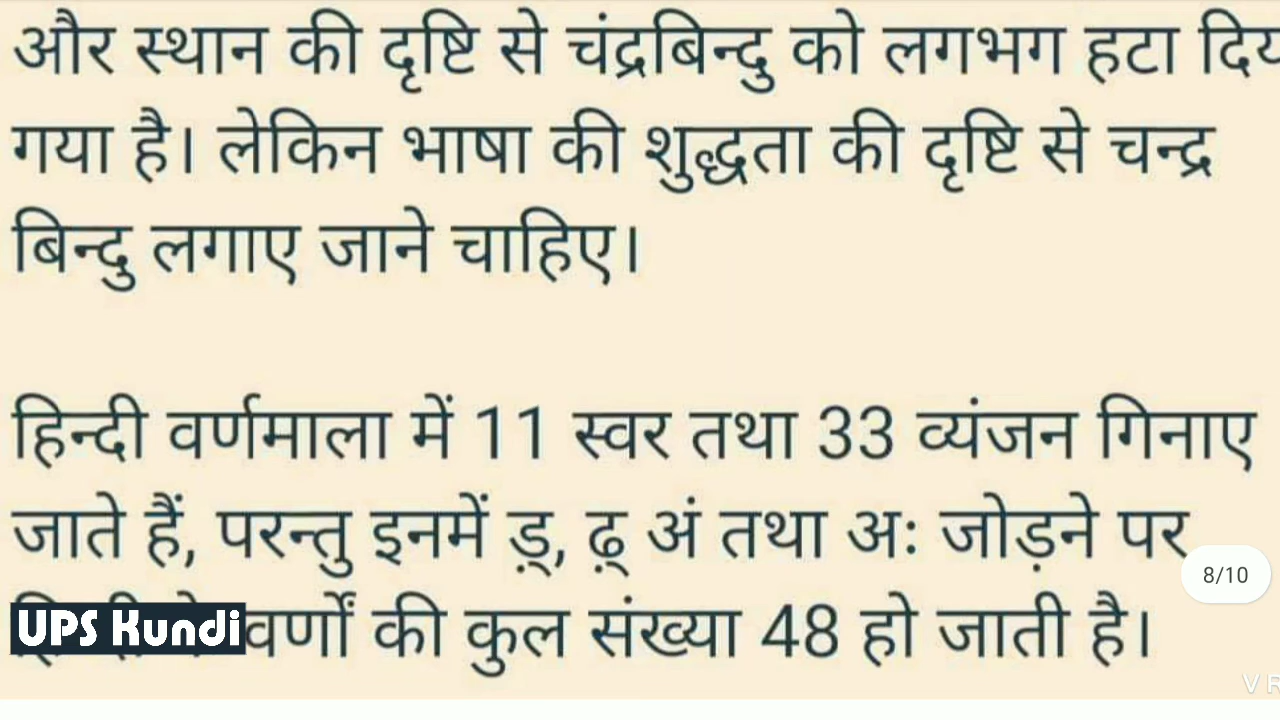 और स्थान की दृष्टि से चंद्रबिन्दु को लगभग हटा दिय
गया है। लेकिन भाषा की शुद्धता की दृष्टि से चन्द्र
बिन्दु लगाए जाने चाहिए।
हिन्दी वर्णमाला में 11 स्वर तथा 33 व्यंजन गिनाए
जाते हैं, परन्तु इनमें ड़्, ढ़् अं तथा अः जोड़ने पर
8/10
UPS Kundi वर्णों की कुल संख्या 48 हो जाती है।
V R